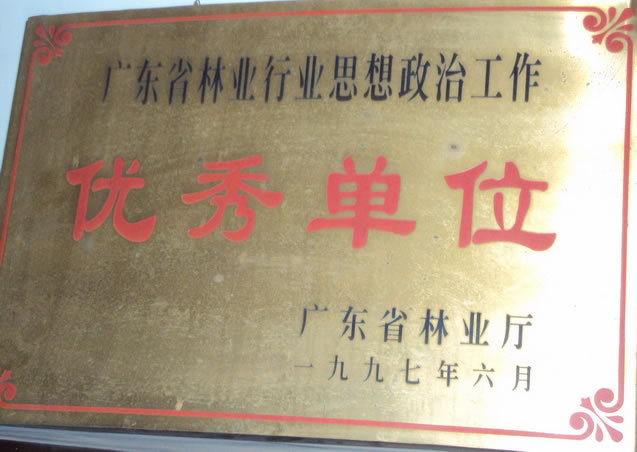 广东省林业行业思想政治工作
优秀单位
广东省林业厅
一九九七年六月